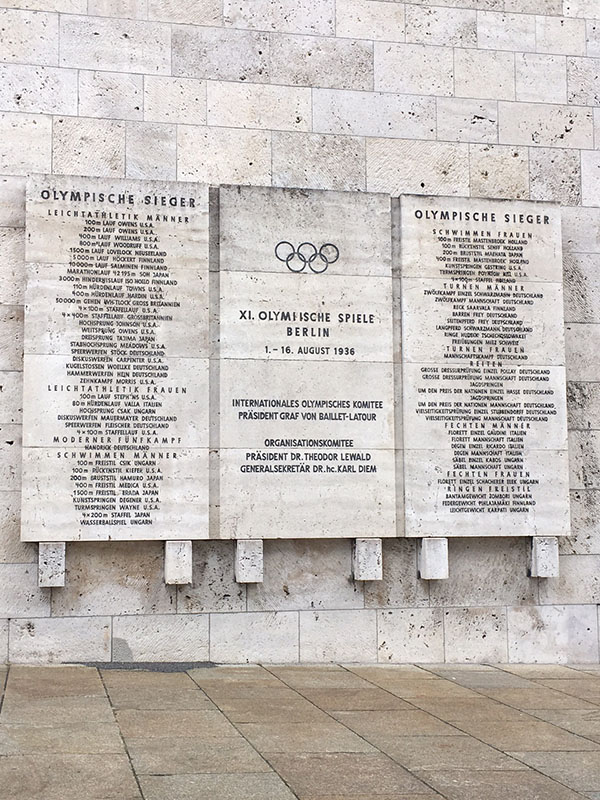 OLYMPISCHE SIEGER
LEICHTATHLETIK MÄNNER
100m LAUF OWENS U.S.A.
200m LAUF OWENS U.S.A.
400m LAUF WILLIAMS U.S.A.
800m LAUF WOODRUFF U.S.A.
1500m LAUF LOVELOCK NEUSEELAND
5000m LAUF HÖCKERT FINNLAND
10000m LAUF SALMINEN FINNLAND
MARATHONLAUF 42195m SON JAPAN
3000m HINDERNISLAUF ISO HOLLO FINNLAND
110m HÜRDENLAUF TOWNS U.S.A.
400m HÜRDENLAUF HARDIN U.S.A.
50000m GEHEN WHITLOCK GROSS BRITANNIEN
4×100m STAFFELLAUF U.S.A.
4×400m STAFFELLAUF GROSSBRITANNIEN
HOCHSPRUNG JOHNSON U.S.A.
WEITSPRUNG OWENS U.S.A.
DREISPRUNG TAJIMA JAPAN
STABHOCHSPRUNG MEADOWS U.S.A.
SPEERWERFEN STÖCK DEUTSCHLAND
DISKUSWERFEN CARPENTER U.S.A.
KUGELSTOSSEN WOELLKE DEUTSCHLAND
HAMMERWERFEN HEIN DEUTSCHLAND
ZEHNKAMPF MORRIS U.S.A.
LEICHTATHLETIK FRAUEN
100m LAUF STEPHENS U.S.A.
80m HÜRDENLAUF VALLA ITALIEN
HOCHSPRUNG CSAK UNGARN
DISKUSWERFEN MAUERMAYER DEUTSCHLAND
SPEERWERFEN FLEISCHER DEUTSCHLAND
4×100m STAFFELLAUF U.S.A.
MODERNER FÜNFKAMPF
HANDRICK DEUTSCHLAND
SCHWIMMEN MÄNNER
100m FREISTIL CSIK UNGARN
100m RÜCKENSTIL KIEFER U.S.A.
200m BRUSTSTIL HAMURO JAPAN
400m FREISTIL MEDICA U.S.A.
1500m FREISTIL JAPAN
KUNSTSPRINGEN DEGENER U.S.A.
TURMSPRINGEN WAYNE U.S.A.
4×200m STAFFEL JAPAN
WASSERBALLSPIEL UNGARN
XI. OLYMPISCHE SPIELE
BERLIN
1.-16. AUGUST 1936
INTERNATIONALES OLYMPISCHES KOMITEE
PRÄSIDENT GRAF VON BAILLET-LATOUR
ORGANISATIONSKOMITEE
PRÄSIDENT DR. THEODOR LEWALD
GENERALSEKRETÄR DR. hc. KARL DIEM
OLYMPISCHE SIEGER
SCHWIMMEN FRAUEN
100m FREISTIL MASTENBROEK HOLLAND
100m RÜCKENSTIL SENFF HOLLAND
200m BRUSTSTIL MAEHATA JAPAN
400m FREISTIL MASTENBROEK HOLLAND
KUNSTSPRINGEN GESTRING U.S.A.
TURMSPRINGEN U.S.A.
4×100m STAFFEL HOLLAND
TURNEN MÄNNER
ZWÖLFKAMPF EINZEL SCHWARZMANN DEUTSCHLAND
ZWÖLFKAMPF MANNSCHAFT DEUTSCHLAND
RECK SAARVALA FINNLAND
BARREN FREY DEUTSCHLAND
SEITENPFERD FREY DEUTSCHLAND
LANGPFERD SCHWARZMANN DEUTSCHLAND
RINGE HUDEC
FREIÜBUNGEN MIEZ SCHWEIZ
TURNEN FRAUEN
MANNSCHAFTSKAMPF DEUTSCHLAND
REITEN
GROSSE DRESSURPRÜFUNG EINZEL POLLAY DEUTSCHLAND
GROSSE DRESSURPRÜFUNG MANNSCHAFT DEUTSCHLAND
JAGDSPRINGEN
UM DEN PREIS DER NATIONEN EINZEL HASSE DEUTSCHLAND
JAGDSPRINGEN
UM DEN PREIS DER NATIONEN MANNSCHAFT DEUTSCHLAND
VIELSEITIGKEITSPRÜFUNG EINZEL STUBBENDORFF DEUTSCHLAND
VIELSEITIGKEITSPRÜFUNG MANNSCHAFT DEUTSCHLAND
FECHTEN MÄNNER
FLORETT EINZEL GAUDINI ITALIEN
FLORETT MANNSCHAFT ITALIEN
DEGEN EINZEL RICARDO ITALIEN
DEGEN MANNSCHAFT ITALIEN
SÄBEL EINZEL KABOS UNGARN
SÄBEL MANNSCHAFT UNGARN
FECHTEN FRAUEN
FLORETT EINZEL SCHACHERER ELEK UNGARN
RINGEN FREISTIL
BANTAMGEWICHT ZOMBORI UNGARN
FEDERGEWICHT PIHLAJAMÄKI FINNLAND
LEICHTGEWICHT KARPATI UNGARN